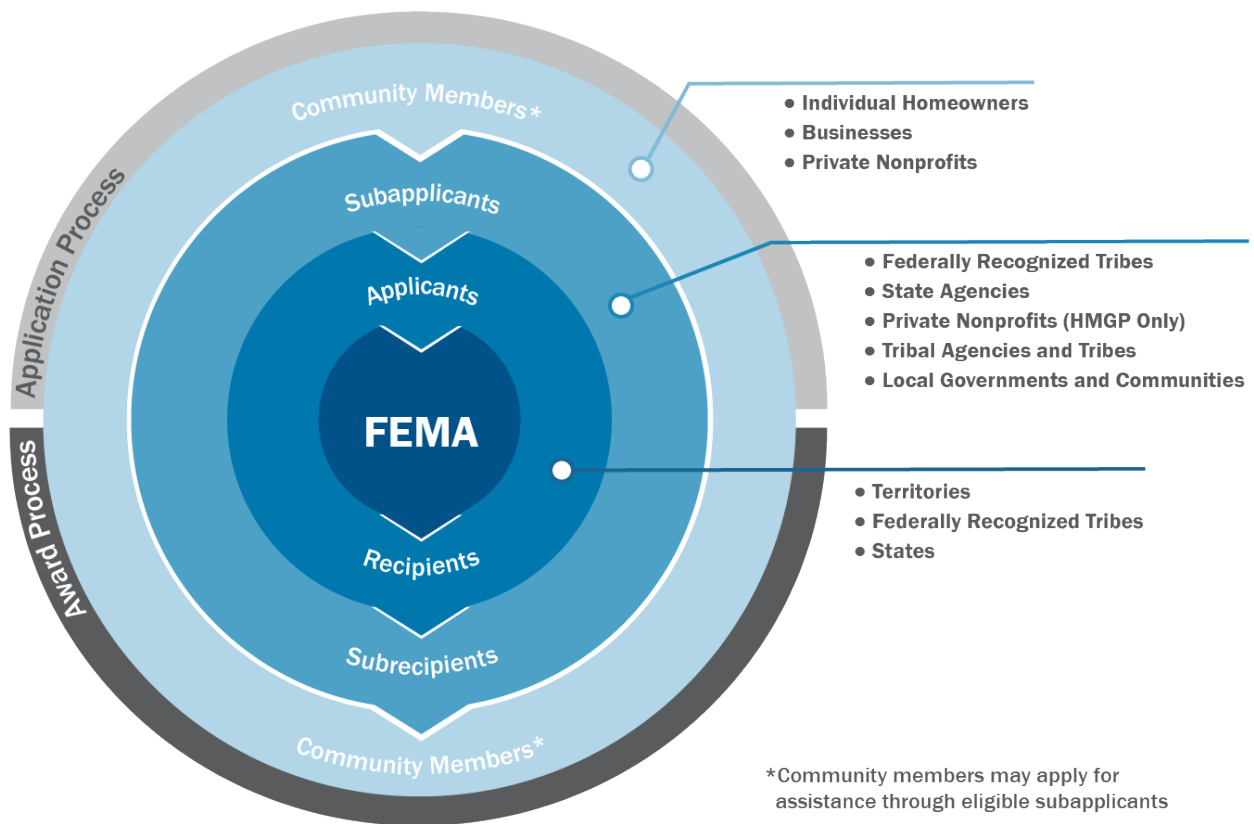 Community Members*
Subapplicants
Applicants
FEMA
Recipients
Subrecipients
Community Members*
Application Process
Award Process
● Individual Homeowners
● Businesses
● Private Nonprofits
● Federally Recognized Tribes
● State Agencies
● Private Nonprofits (HMGP Only)
● Tribal Agencies and Tribes
● Local Governments and Communities
● Territories
● Federally Recognized Tribes
● States
*Community members may apply for
assistance through eligible subapplicants